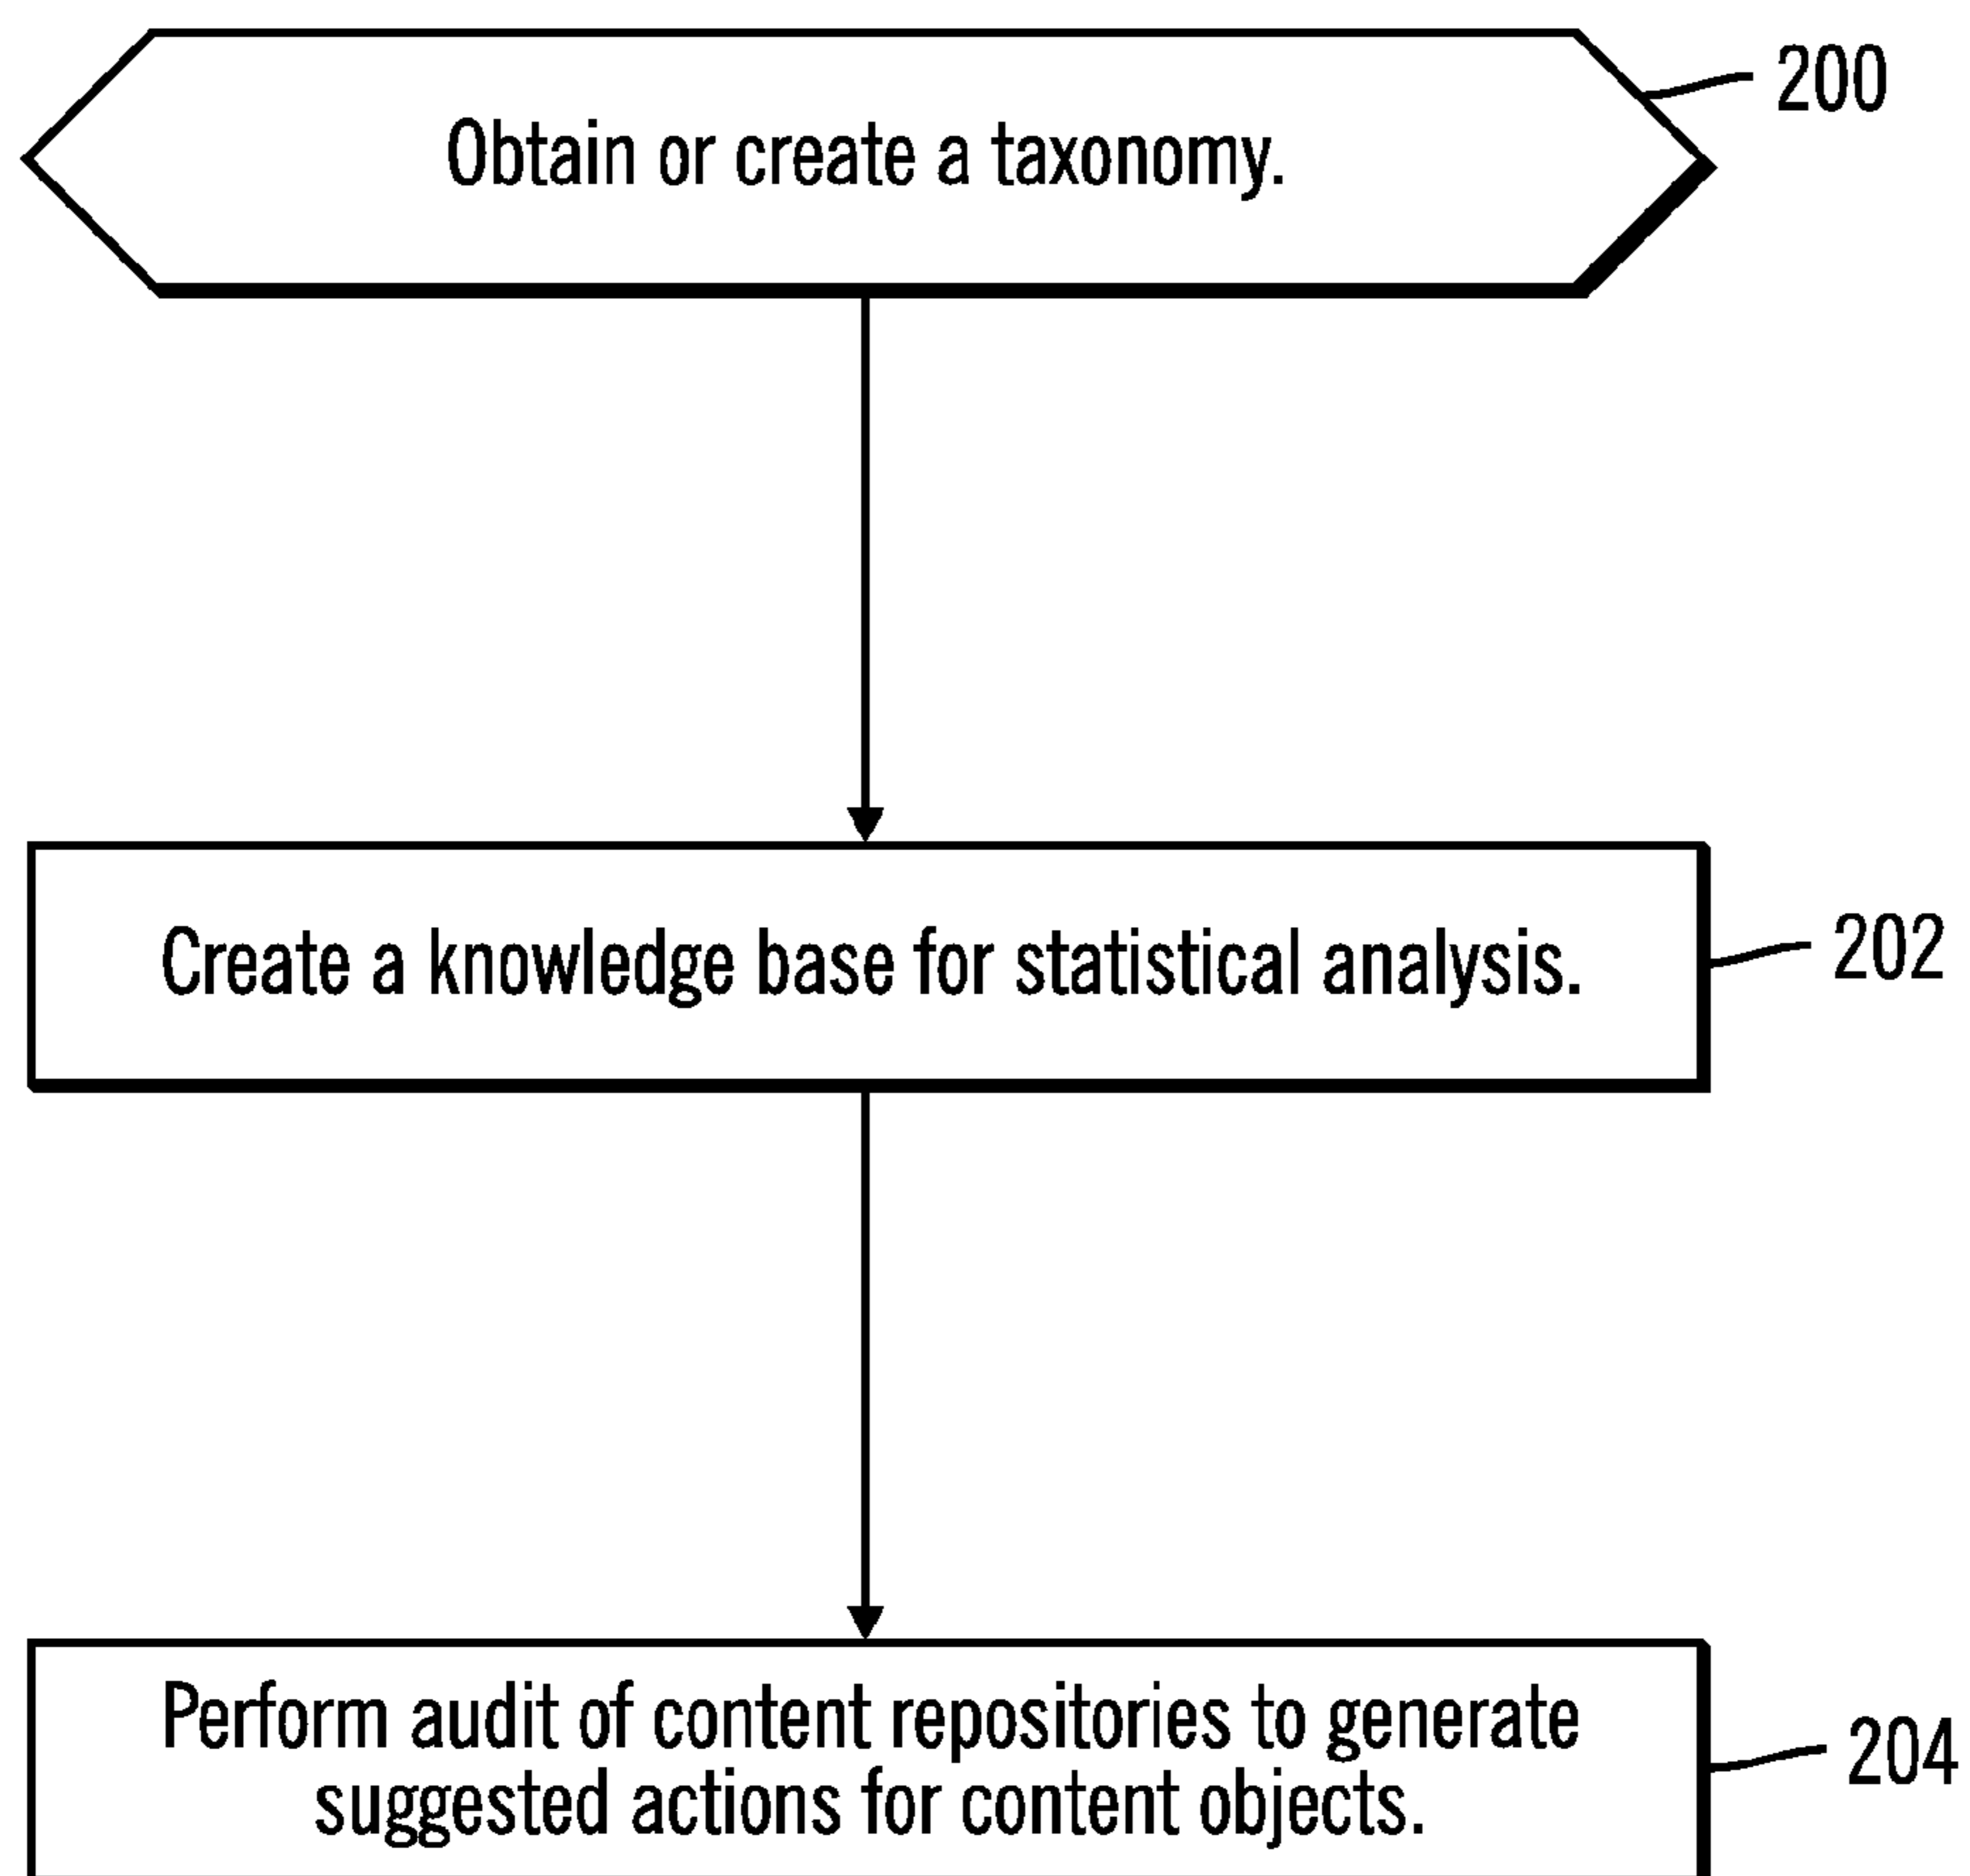 Obtain or create a taxonomy.
200
Create a knowledge base for statistical analysis.
202
Perform audit of content repositories to generate
suggested actions for content objects.
204